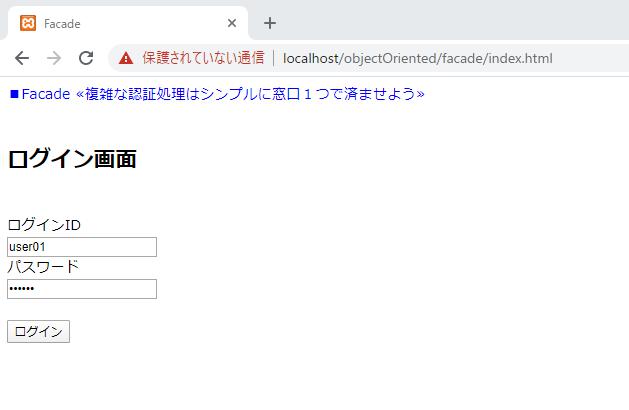 Facade
保護されていない通信 localhost/objectOriented/facade/index.html
■Facade «複雑な認証処理はシンプルに窓口１つで済ませよう»
ログイン画面
ログインID
user01
パスワード
••••••
ログイン